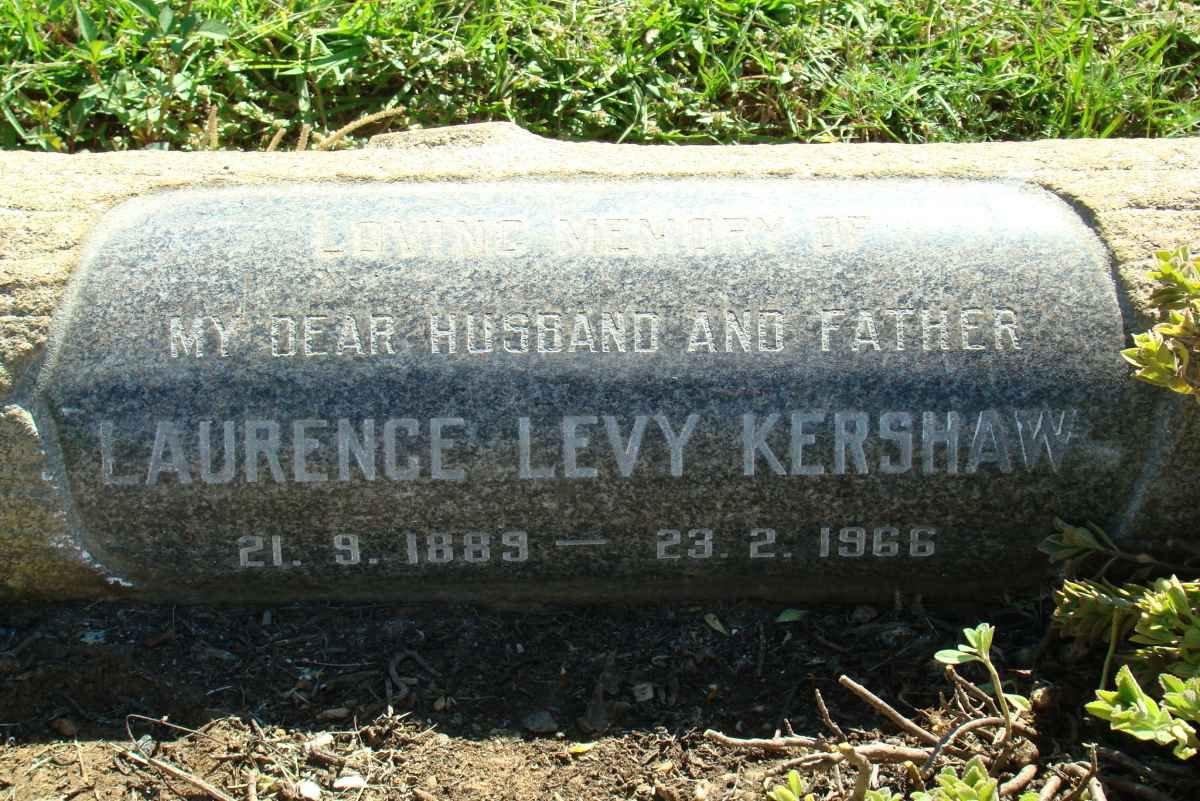 LOVING MEMORY OF
MY DEAR HUSBAND AND FATHER
LAURENCE LEVY KERSHAW
21. 9. 1889 — 23. 2. 1966